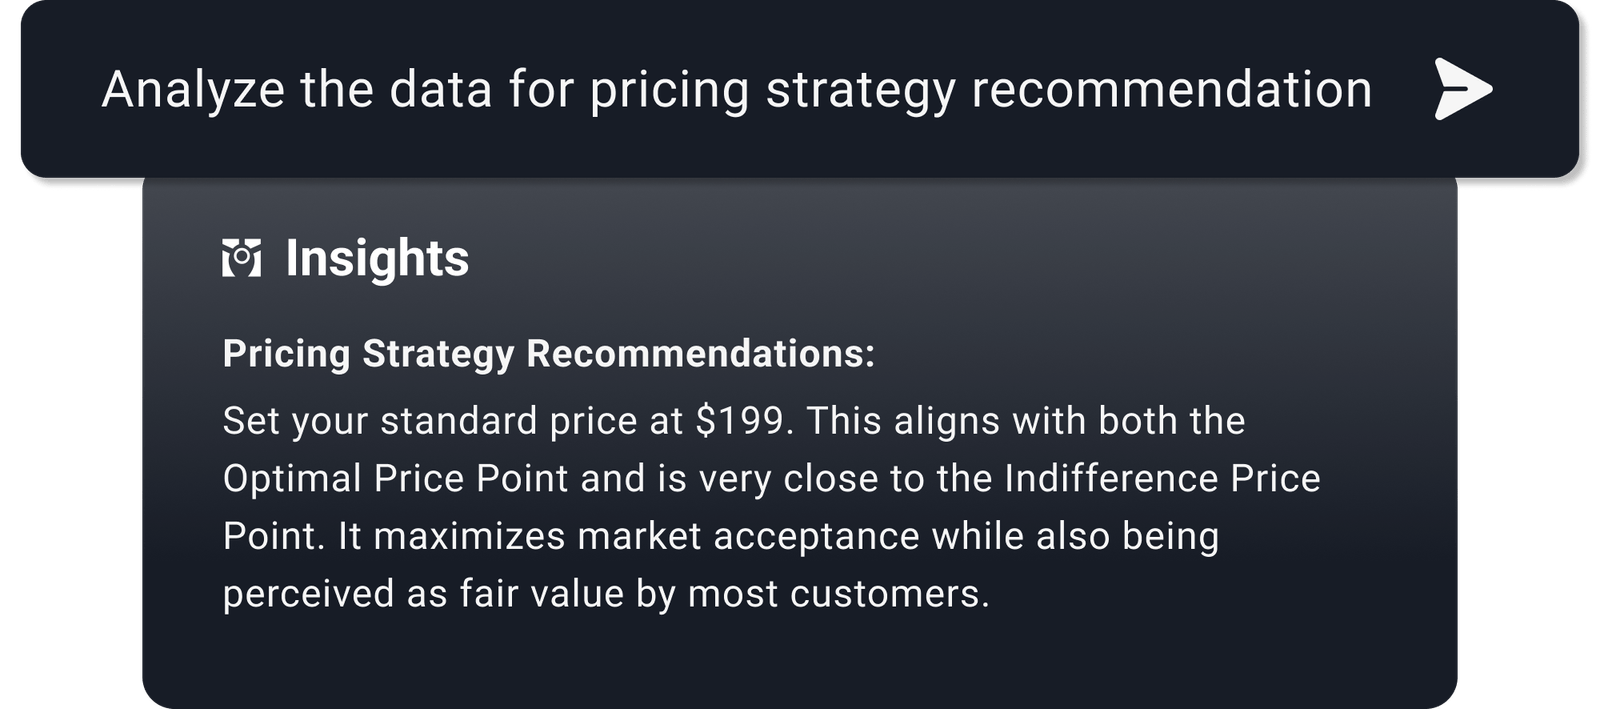 Analyze the data for pricing strategy recommendation
Insights
Pricing Strategy Recommendations:
Set your standard price at $199. This aligns with both the
Optimal Price Point and is very close to the Indifference Price
Point. It maximizes market acceptance while also being
perceived as fair value by most customers.